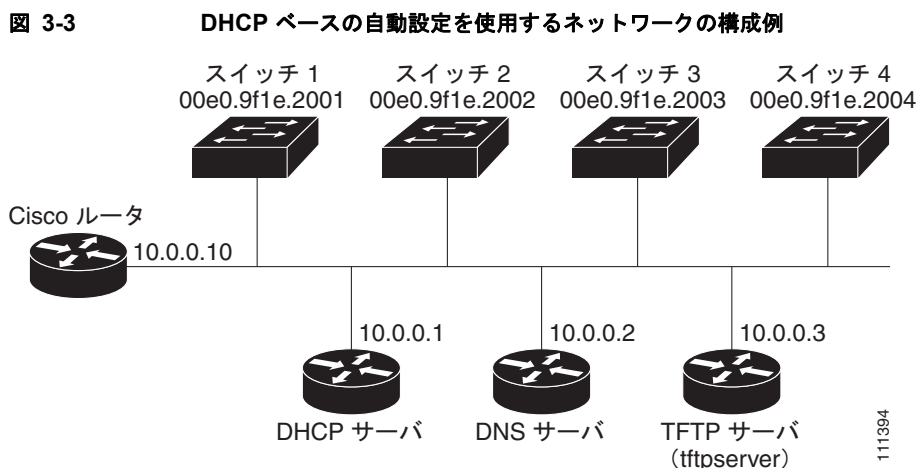 図 3-3 DHCP ベースの自動設定を使用するネットワークの構成例
スイッチ 1 スイッチ 2 スイッチ 3 スイッチ 4
00e0.9f1e.2001 00e0.9f1e.2002 00e0.9f1e.2003 00e0.9f1e.2004
Cisco ルータ
10.0.0.10
10.0.0.1 10.0.0.2 10.0.0.3
DHCP サーバ DNS サーバ TFTP サーバ
（tftpserver）
111394